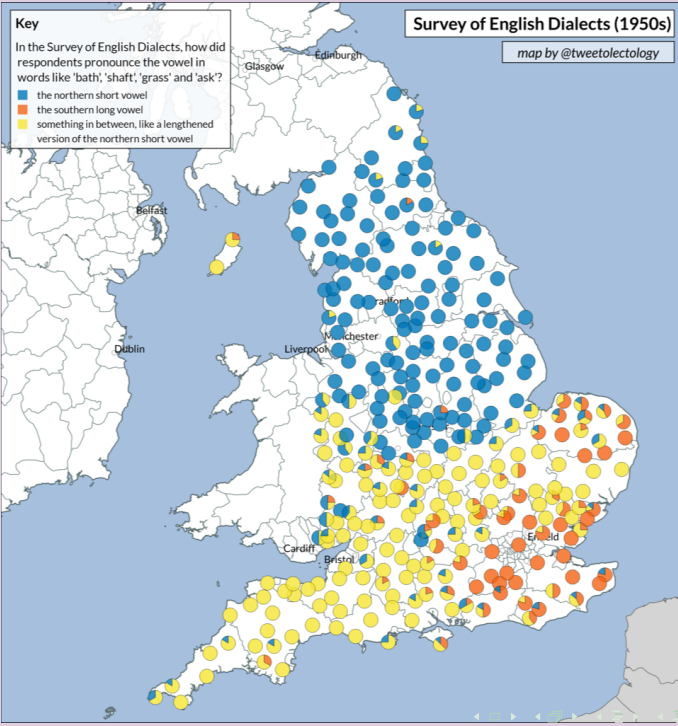 Key
In the Survey of English Dialects, how did
respondents pronounce the vowel in
words like 'bath', 'shaft', 'grass' and 'ask'?
the northern short vowel
the southern long vowel
something in between, like a lengthened
version of the northern short vowel
Survey of English Dialects (1950s)
map by @tweetolectology
Edinburgh
Glasgow
Belfast
Dublin
Manchester
Liverpool
Cardiff
Bristol